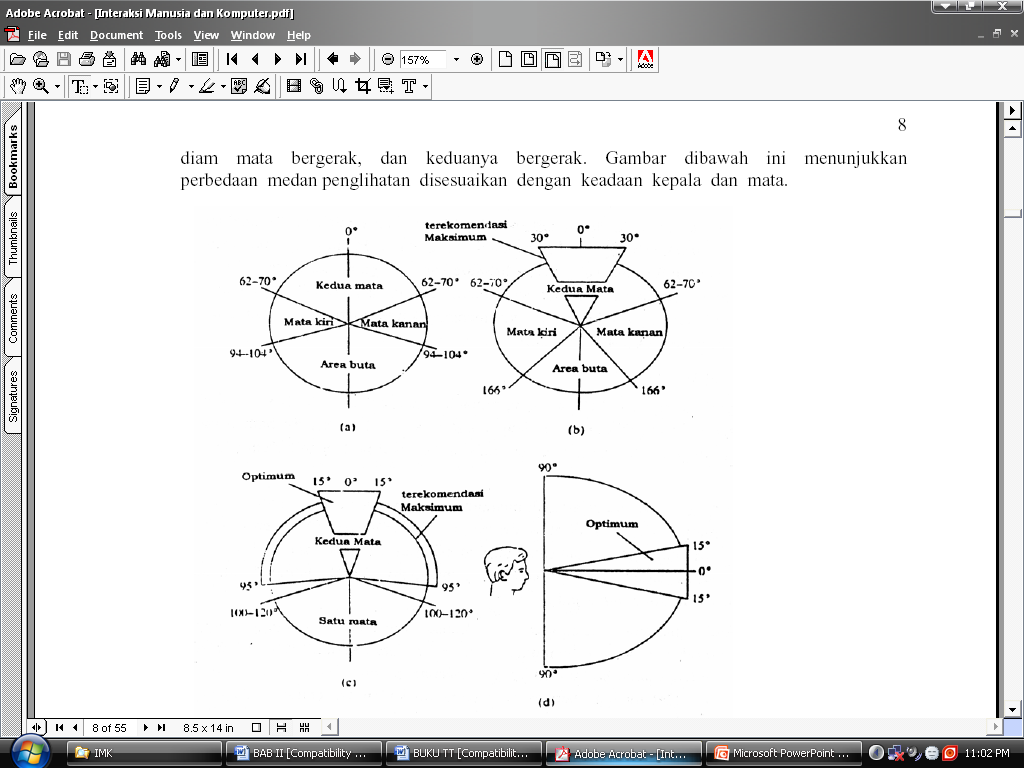 Adobe Acrobat - [Interaksi Manusia dan Komputer.pdf]
File Edit Document Tools View Window Help
157%
Adobe
Bookmarks
Thumbnails
Comments
Signatures
8
diam mata bergerak, dan keduanya bergerak. Gambar dibawah ini menunjukkan
perbedaan medan penglihatan disesuaikan dengan keadaan kepala dan mata.
0°
62-70°
62-70°
Kedua mata
Mata kiri
Mata kanan
94-104°
94-104°
Area buta
(a)
terekomendasi
Maksimum
30° 0° 30°
62-70°
62-70°
Kedua Mata
Mata kiri
Mata kanan
Area buta
166°
166°
(b)
Optimum
15° 0° 15°
terekomendasi
Maksimum
Kedua Mata
95°
95°
100-120°
100-120°
Satu mata
(c)
90°
Optimum
15°
0°
15°
90°
(d)
8 of 55
8.5 x 14 in
IMK
BAB II [Compatibility ...
BUKU TT [Compatibilit...
Adobe Acrobat - [Int...
Microsoft PowerPoint ...
11:02 PM